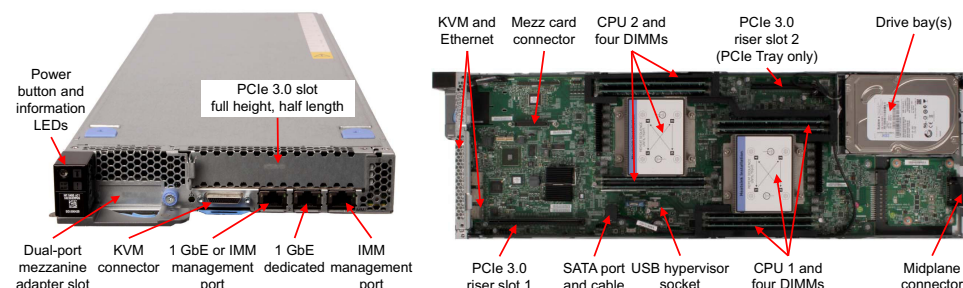 Power
button and
information
LEDs
PCIe 3.0 slot
full height, half length
Dual-port
mezzanine
adapter slot
KVM
connector
1 GbE or IMM
management
port
1 GbE
dedicated
IMM
management
port
KVM and
Ethernet
Mezz card
connector
CPU 2 and
four DIMMs
PCIe 3.0
riser slot 2
(PCIe Tray only)
Drive bay(s)
PCIe 3.0
riser slot 1
SATA port
and cable
USB hypervisor
socket
CPU 1 and
four DIMMs
Midplane
connector